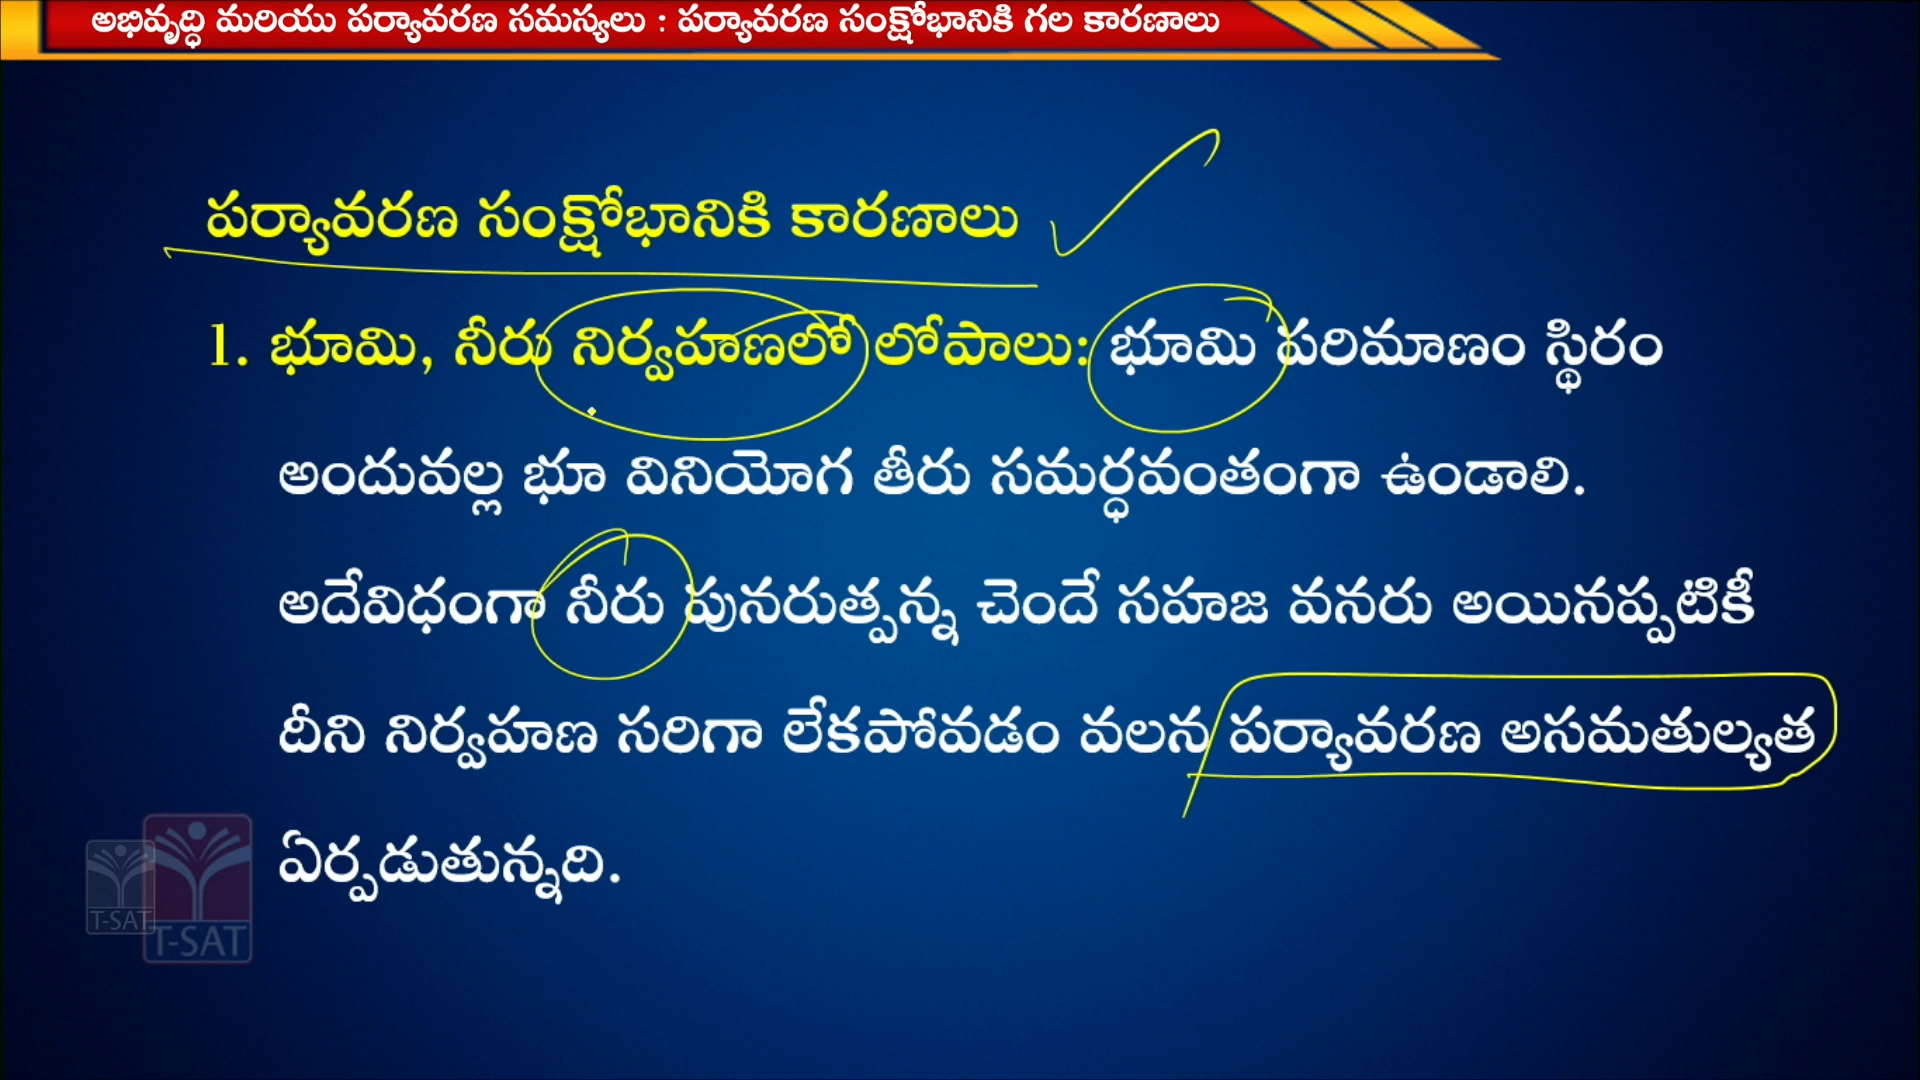 అభివృద్ధి మరియు పర్యావరణ సమస్యలు : పర్యావరణ సంక్షోభానికి గల కారణాలు
పర్యావరణ సంక్షోభానికి కారణాలు
1. భూమి, నీరు నిర్వహణలో లోపాలు: భూమి పరిమాణం స్థిరం
అందువల్ల భూ వినియోగ తీరు సమర్ధవంతంగా ఉండాలి.
అదేవిధంగా నీరు పునరుత్పన్న చెందే సహజ వనరు అయినప్పటికీ
దీని నిర్వహణ సరిగా లేకపోవడం వలన పర్యావరణ అసమతుల్యత
ఏర్పడుతున్నది.
T-SAT
T-SAT